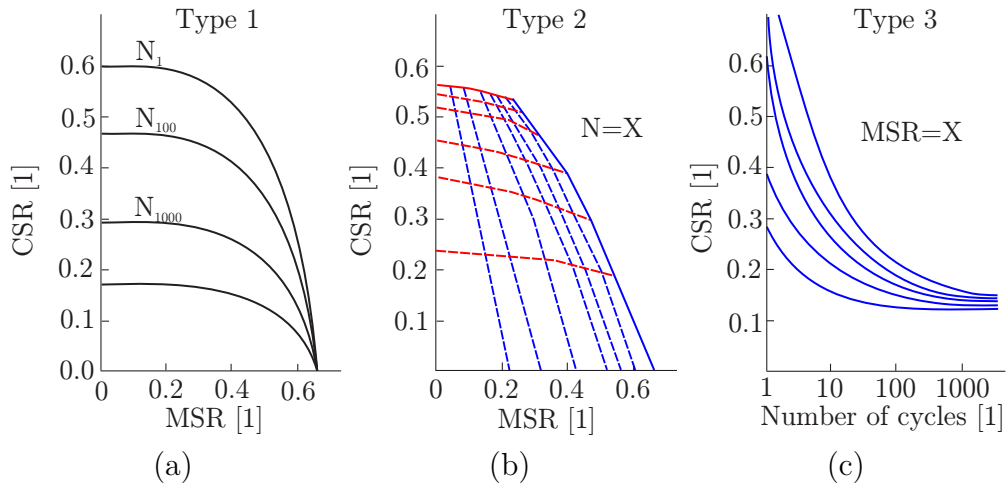 Type 1
CSR [1]
0.6
0.5
0.4
0.3
0.2
0.1
0.0
N₁
N₁₀₀
N₁₀₀₀
0 0.2 0.4 0.6
MSR [1]
(a)
Type 2
CSR [1]
0.6
0.5
0.4
0.3
0.2
0.1
N=X
0 0.2 0.4 0.6
MSR [1]
(b)
Type 3
CSR [1]
0.6
0.5
0.4
0.3
0.2
0.1
MSR=X
1 10 100 1000
Number of cycles [1]
(c)